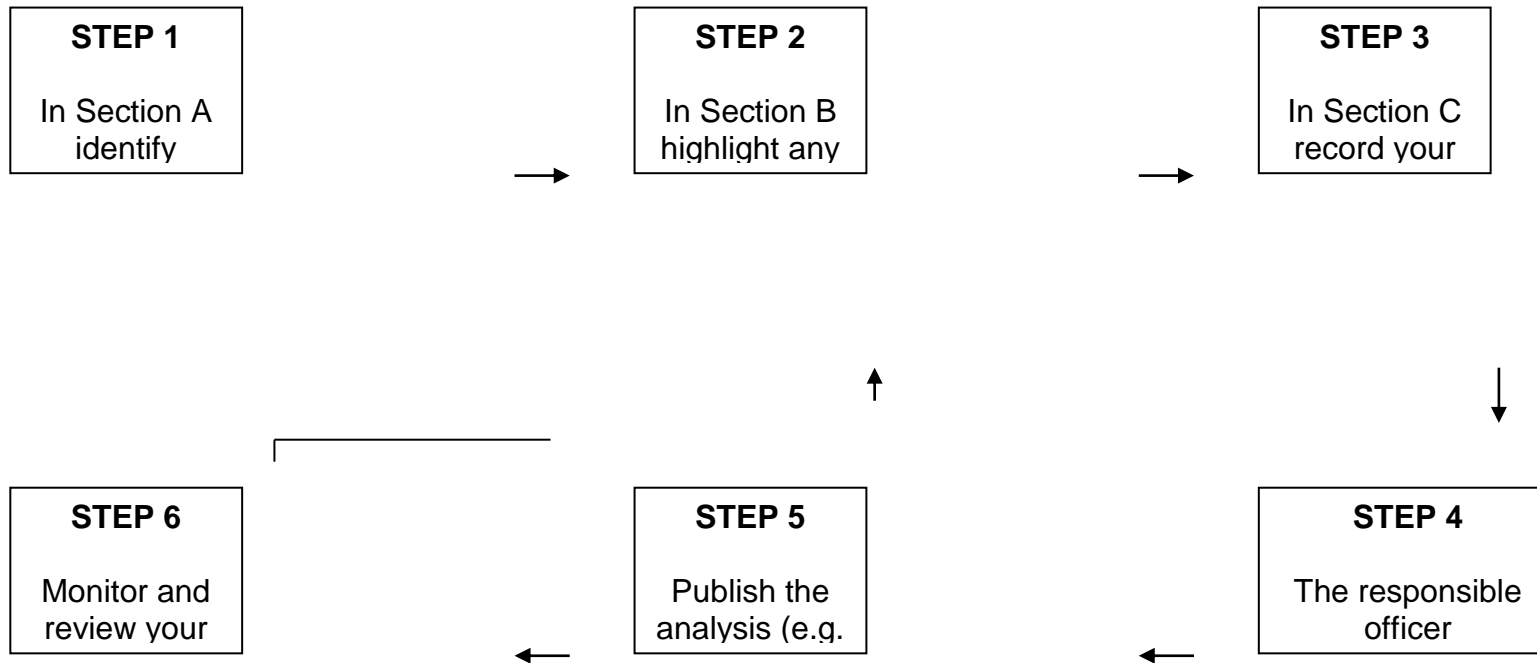 STEP 1
In Section A
identify
STEP 2
In Section B
highlight any
STEP 3
In Section C
record your
STEP 6
Monitor and
review your
STEP 5
Publish the
analysis (e.g.
STEP 4
The responsible
officer